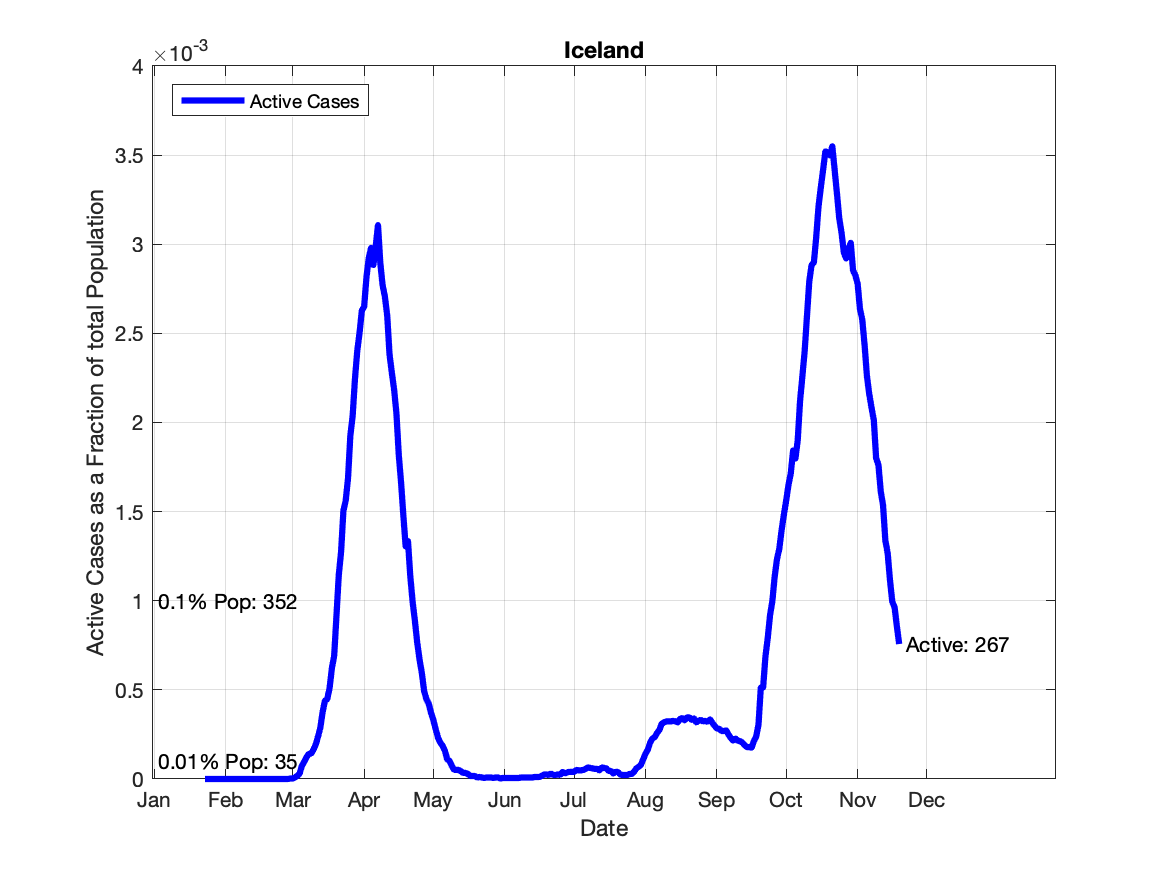 Iceland
×10-3
4
3.5
3
2.5
2
1.5
1
0.5
0
Active Cases as a Fraction of total Population
Active Cases
0.1% Pop: 352
0.01% Pop: 35
Active: 267
Jan Feb Mar Apr May Jun Jul Aug Sep Oct Nov Dec
Date